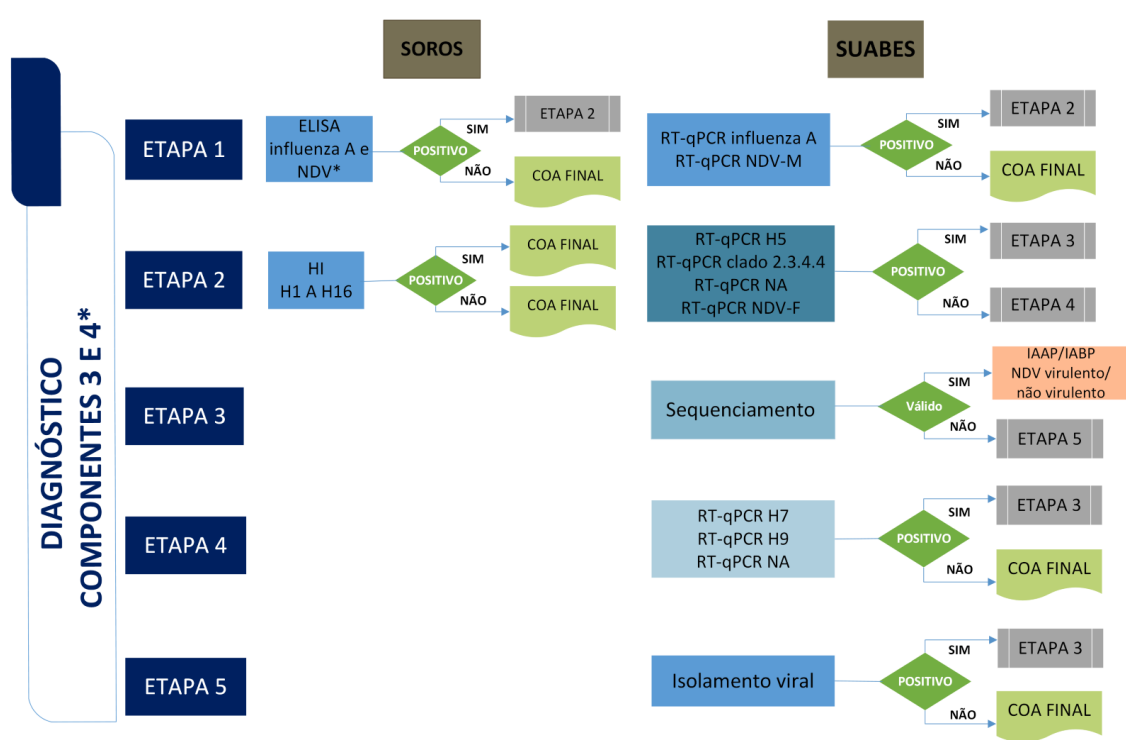 SOROS
SUABES
DIAGNÓSTICO
COMPONENTES 3 E 4*
ETAPA 1
ELISA
influenza A e
NDV*
POSITIVO
SIM
ETAPA 2
NÃO
COA FINAL
RT-qPCR influenza A
RT-qPCR NDV-M
POSITIVO
SIM
ETAPA 2
NÃO
COA FINAL
ETAPA 2
HI
H1 A H16
POSITIVO
SIM
COA FINAL
NÃO
COA FINAL
RT-qPCR H5
RT-qPCR clado 2.3.4.4
RT-qPCR NA
RT-qPCR NDV-F
POSITIVO
SIM
ETAPA 3
NÃO
ETAPA 4
ETAPA 3
Sequenciamento
Válido
SIM
IAAP/IABP
NDV virulento/
não virulento
NÃO
ETAPA 5
ETAPA 4
RT-qPCR H7
RT-qPCR H9
RT-qPCR NA
POSITIVO
SIM
ETAPA 3
NÃO
COA FINAL
ETAPA 5
Isolamento viral
POSITIVO
SIM
ETAPA 3
NÃO
COA FINAL